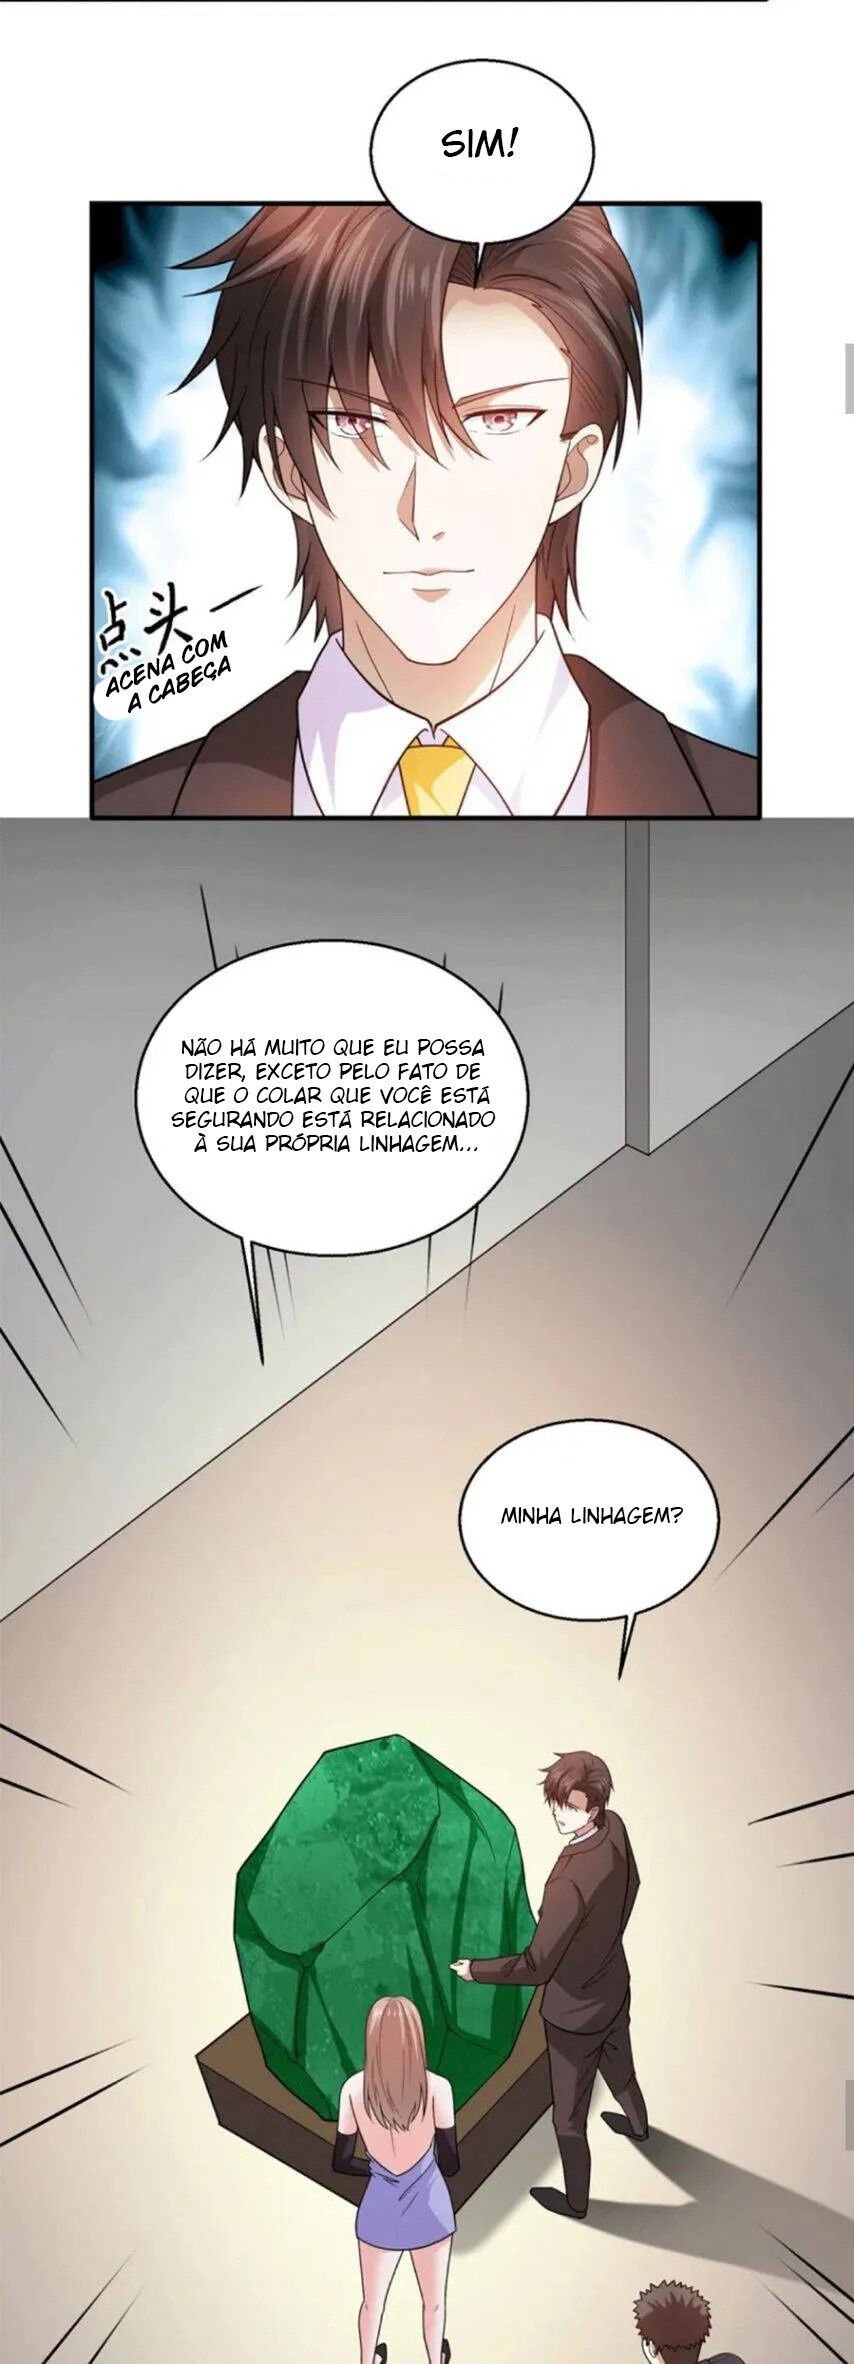 SIM!
点头一
ACENA COM
A CABEÇA
NÃO HÁ MUITO QUE EU POSSA
DIZER, EXCETO PELO FATO DE
QUE O COLAR QUE VOCÊ ESTÁ
SEGURANDO ESTÁ RELACIONADO
À SUA PRÓPRIA LINHAGEM...
MINHA LINHAGEM?